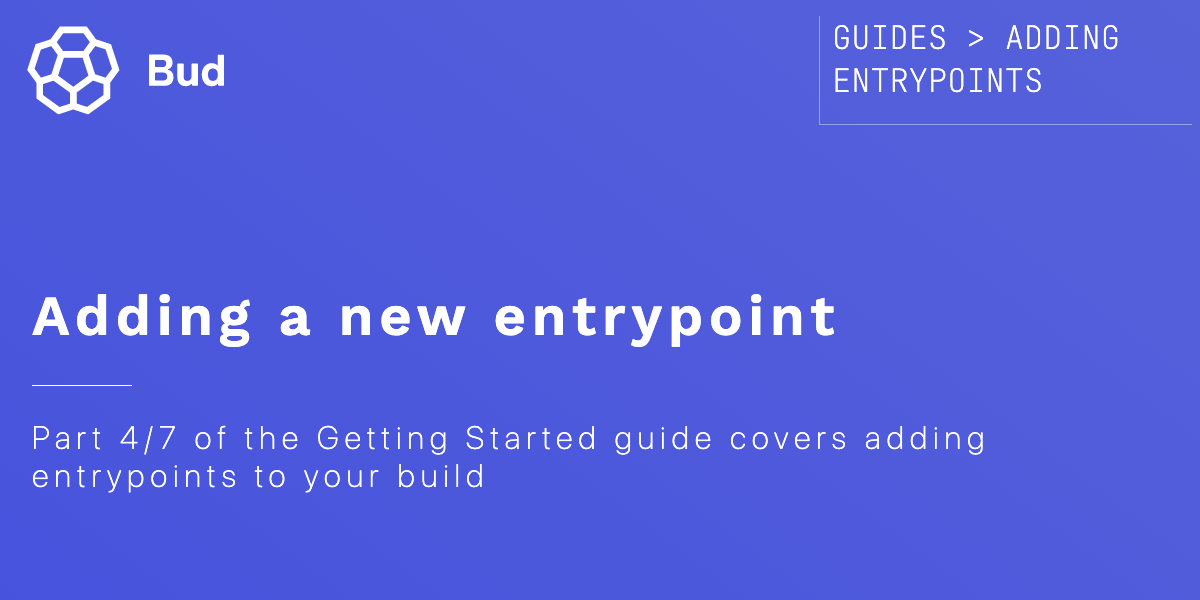 Bud
GUIDES > ADDING
ENTRYPOINTS
Adding a new entrypoint
Part 4/7 of the Getting Started guide covers adding
entrypoints to your build